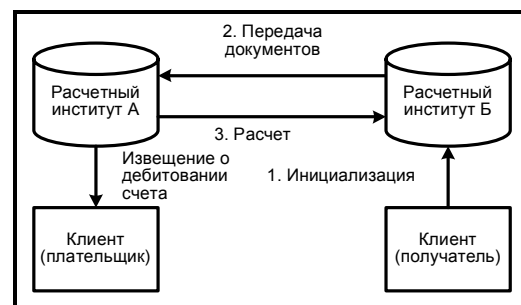 2. Передача
документов
Расчетный
институт А
Расчетный
институт Б
3. Расчет
Извещение о
дебитовании
счета
1. Инициализация
Клиент
(плательщик)
Клиент
(получатель)